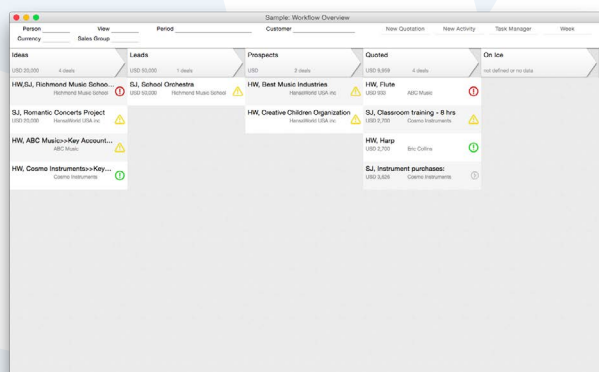 Sample: Workflow Overview
Person View Period Customer New Quotation New Activity Task Manager Week
Currency Sales Group
Ideas Leads Prospects Quoted On Ice
USD 20,000 4 deals USD 50,000 1 deals USD 2 deals USD 9,959 4 deals not defined or no data
HW,SJ, Richmond Music Schoo... SJ, School Orchestra HW, Best Music Industries HW, Flute
Richmond Music School USD 50,000 Richmond Music School HansaWorld USA inc USD 933 ABC Music
SJ, Romantic Concerts Project HW, Creative Children Organization SJ, Classroom training - 8 hrs
USD 20,000 HansaWorld USA inc HansaWorld USA inc USD 2,700 Cosmo Instruments
HW, ABC Music>>Key Account... HW, Harp
ABC Music USD 2,700 Eric Collins
HW, Cosmo Instruments>>Key... SJ, Instrument purchases:
Cosmo Instruments USD 3,626 Cosmo Instruments